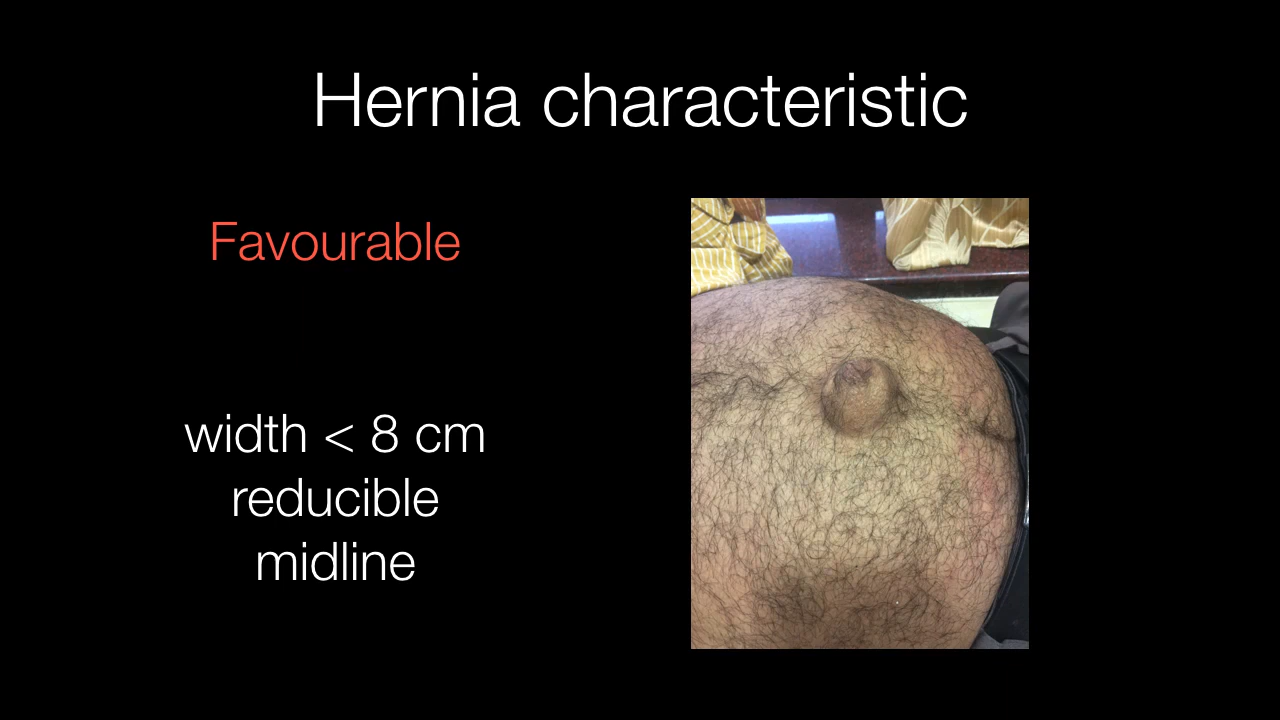 Hernia characteristic
Favourable
width < 8 cm
reducible
midline